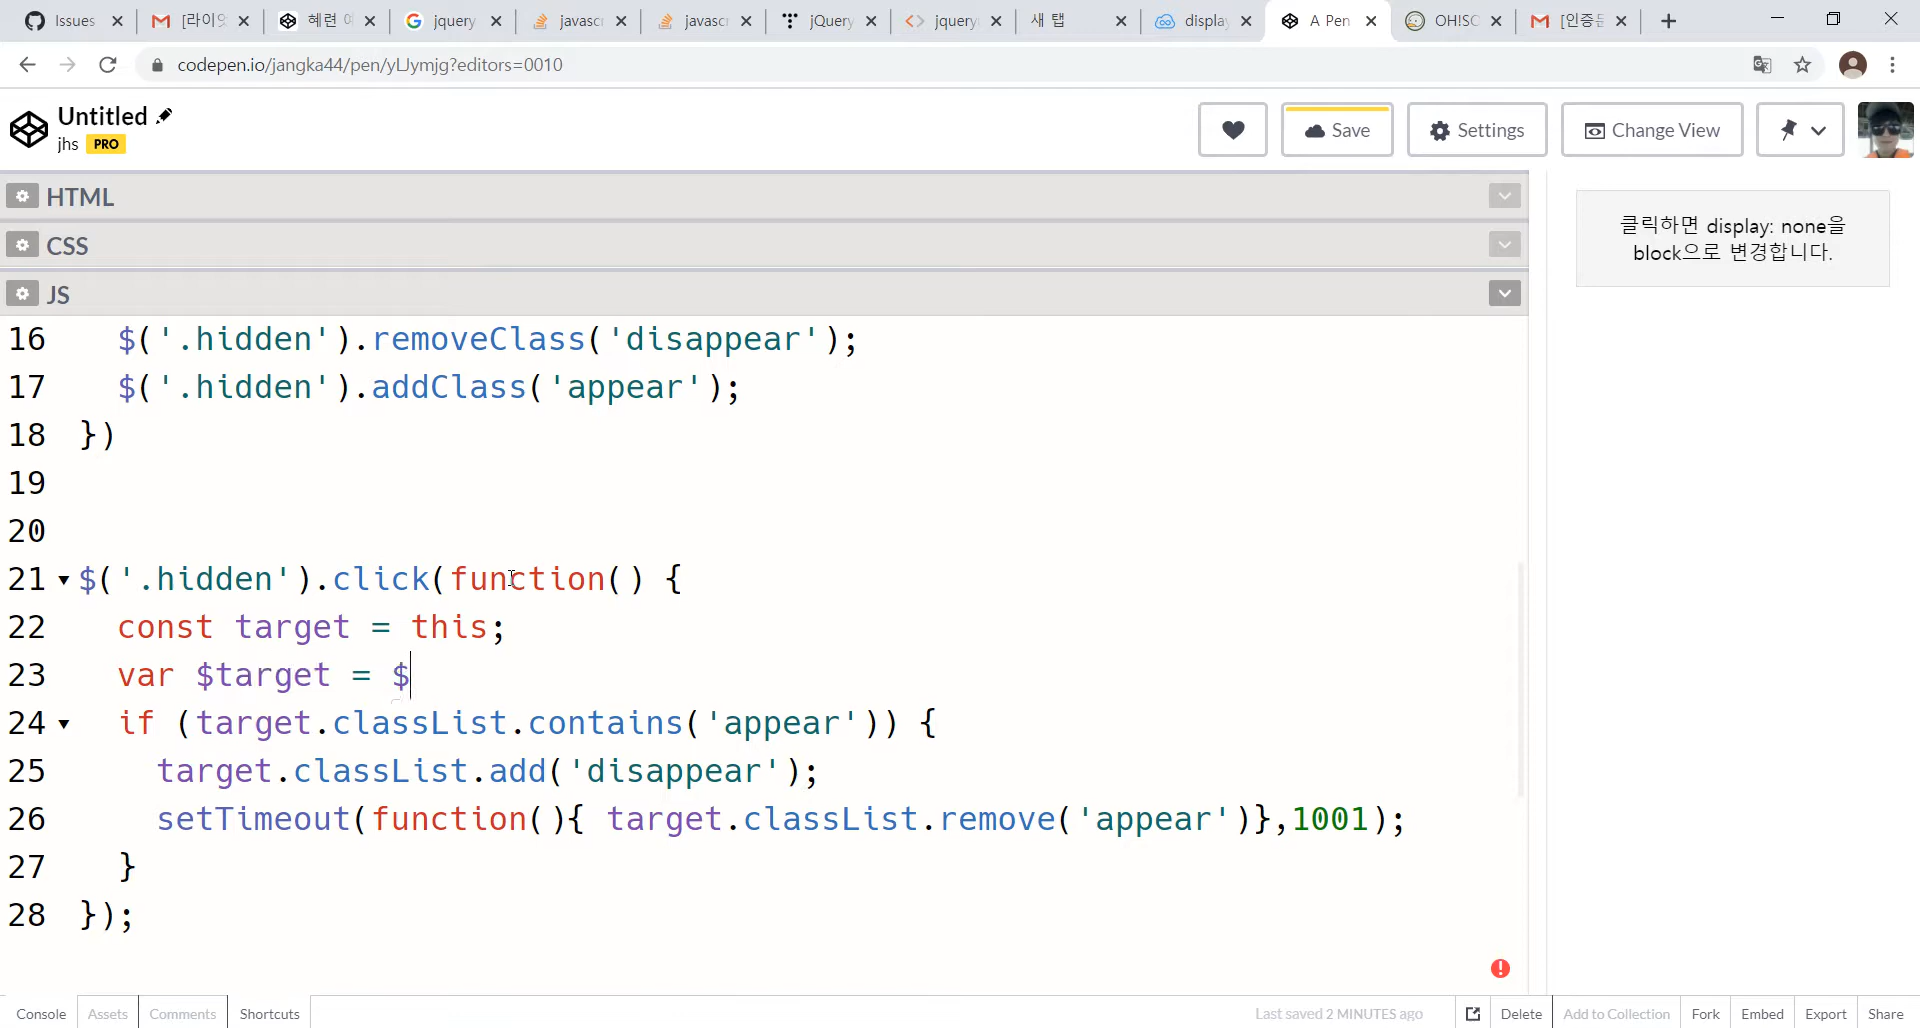 Issues
[라이엇
혜련 예
jquery
javasc
javasc
jQuery
jquery
새 탭
display
A Pen
OH!SC
[인증문
codepen.io/jangka44/pen/yLJymjg?editors=0010
Untitled
jhs PRO
Save
Settings
Change View
HTML
CSS
JS
클릭하면 display: none을
block으로 변경합니다.
16 $('.hidden').removeClass('disappear');
17 $('.hidden').addClass('appear');
18 })
19
20
21 $('.hidden').click(function() {
22 const target = this;
23 var $target = $
24 if (target.classList.contains('appear')) {
25 target.classList.add('disappear');
26 setTimeout(function(){ target.classList.remove('appear')},1001);
27 }
28 });
Console Assets Comments Shortcuts Last saved 2 MINUTES ago Delete Add to Collection Fork Embed Export Share